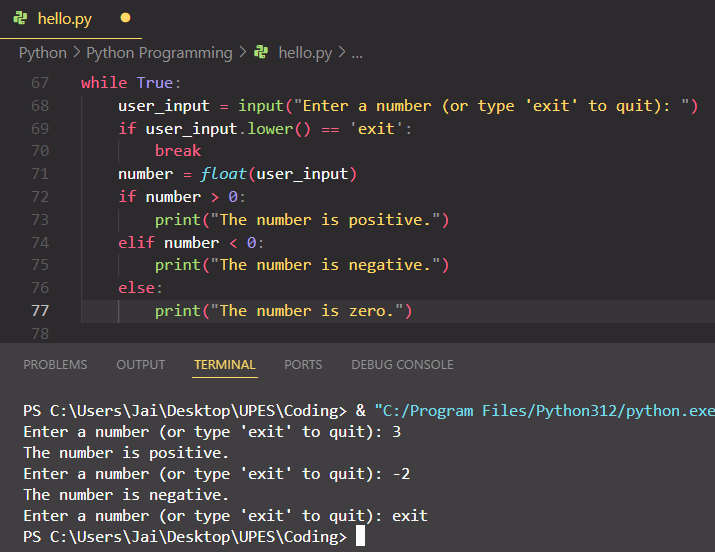 hello.py
Python > Python Programming > hello.py > ...
67 while True:
68     user_input = input("Enter a number (or type 'exit' to quit): ")
69     if user_input.lower() == 'exit':
70         break
71     number = float(user_input)
72     if number > 0:
73         print("The number is positive.")
74     elif number < 0:
75         print("The number is negative.")
76     else:
77         print("The number is zero.")
78
PROBLEMS OUTPUT TERMINAL PORTS DEBUG CONSOLE
PS C:\Users\Jai\Desktop\UPES\Coding> & "C:/Program Files/Python312/python.exe
Enter a number (or type 'exit' to quit): 3
The number is positive.
Enter a number (or type 'exit' to quit): -2
The number is negative.
Enter a number (or type 'exit' to quit): exit
PS C:\Users\Jai\Desktop\UPES\Coding>